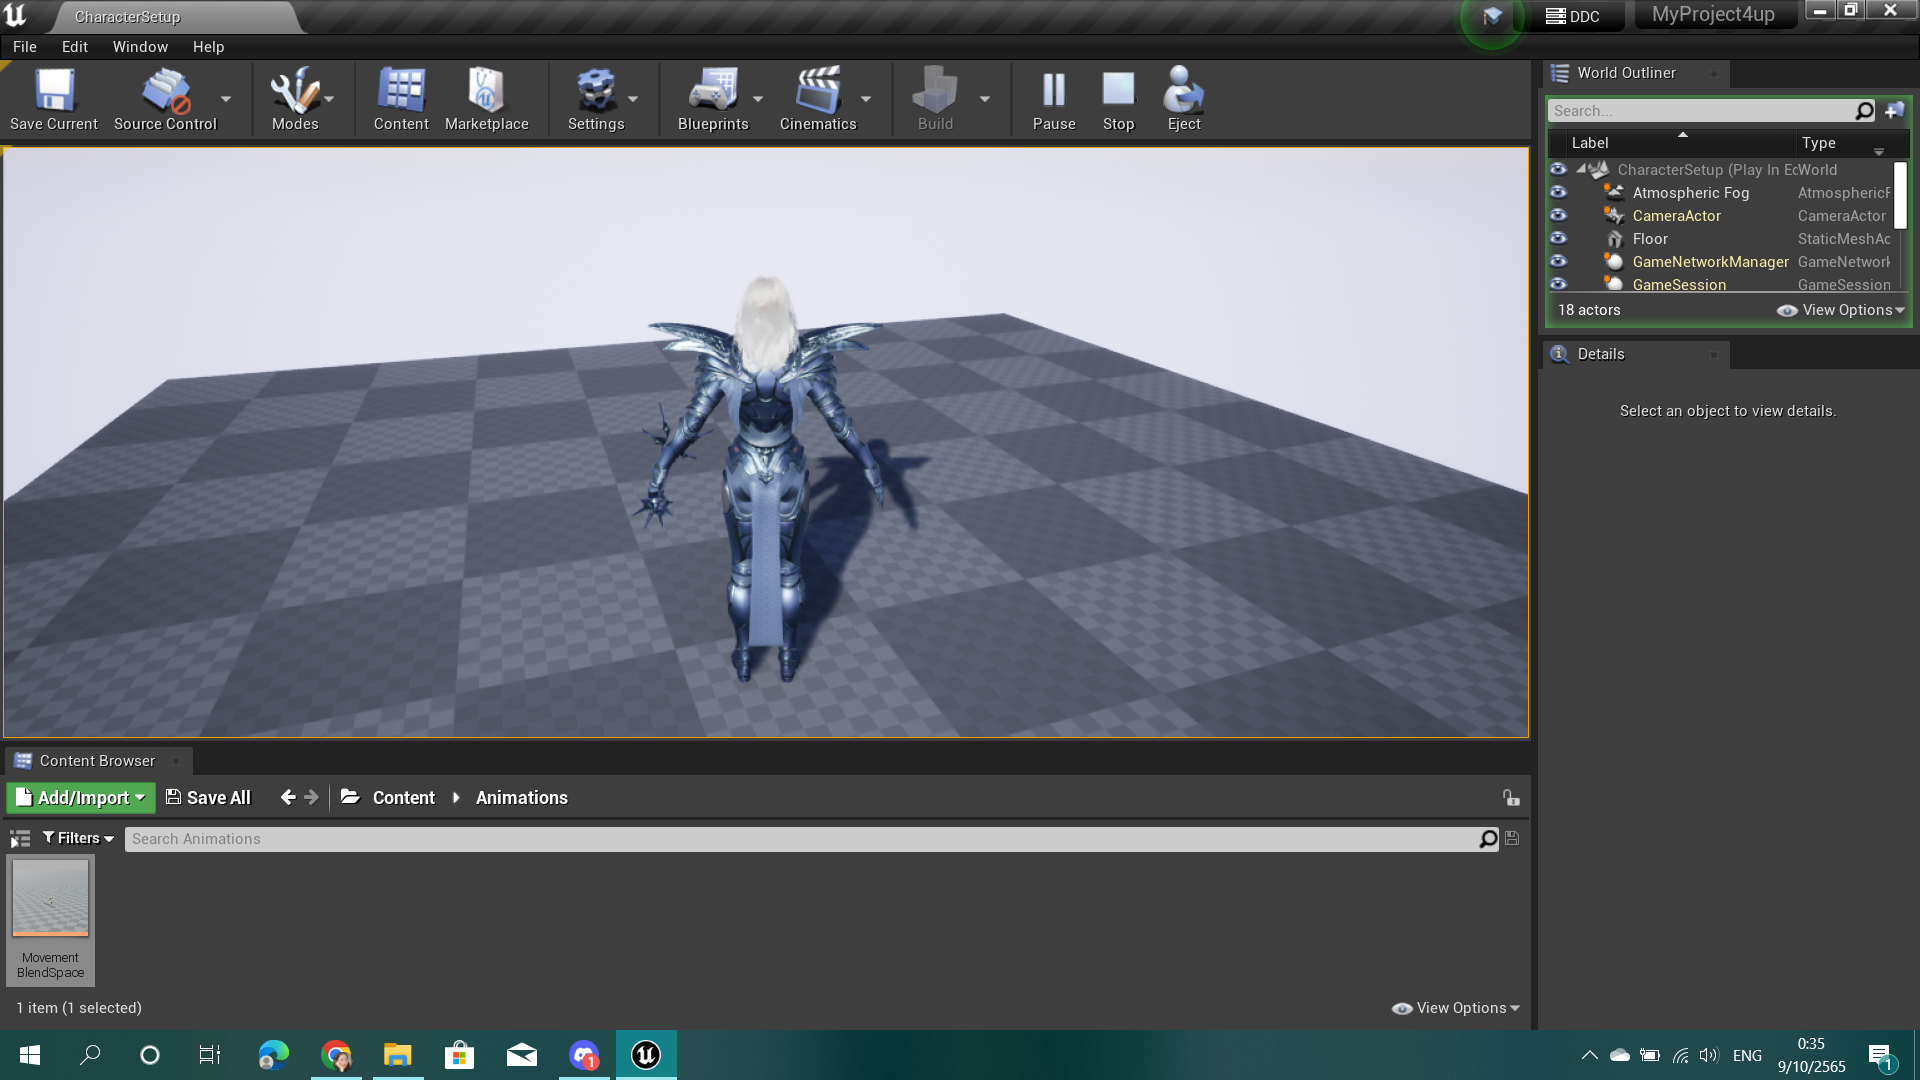 CharacterSetup
DDC
MyProject4up
File Edit Window Help
Save Current
Source Control
Modes
Content
Marketplace
Settings
Blueprints
Cinematics
Build
Pause
Stop
Eject
World Outliner
Search...
Label Type
CharacterSetup (Play In Ec World
Atmospheric Fog Atmospheric
CameraActor CameraActor
Floor StaticMeshAc
GameNetworkManager GameNetwork
GameSession GameSession
18 actors View Options
Details
Select an object to view details.
Content Browser
Add/Import Save All Content Animations
Filters Search Animations
Movement
BlendSpace
1 item (1 selected) View Options
1
ENG
0:35
9/10/2565
1